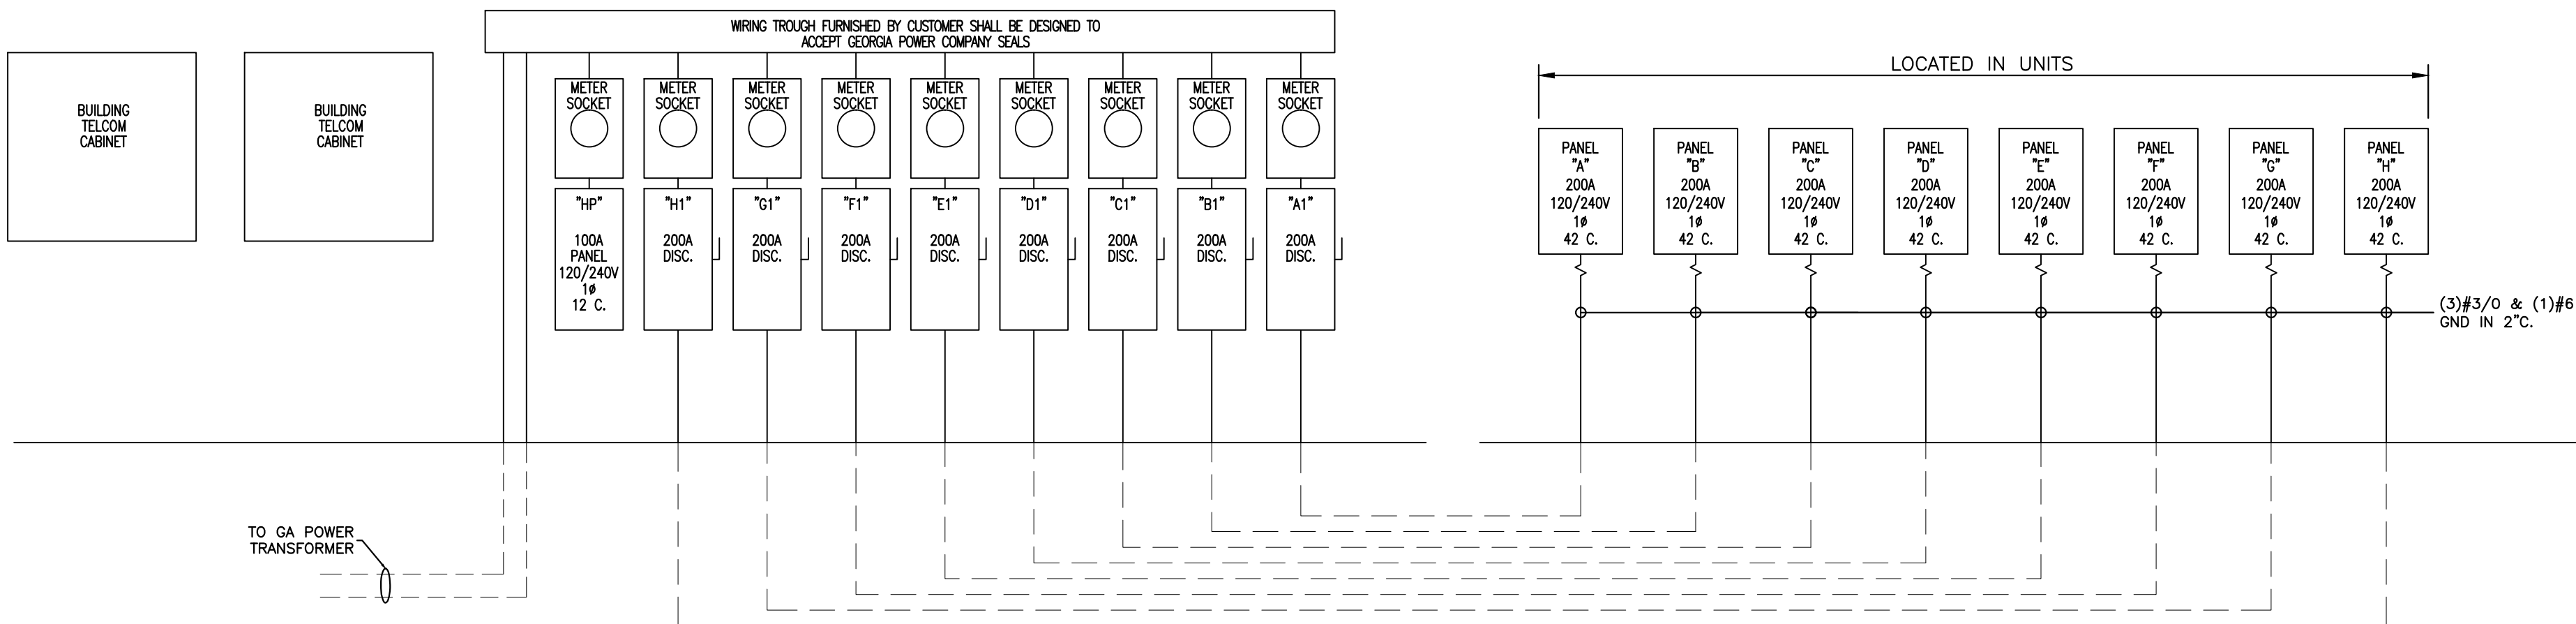 WIRING TROUGH FURNISHED BY CUSTOMER SHALL BE DESIGNED TO
ACCEPT GEORGIA POWER COMPANY SEALS
BUILDING
TELCOM
CABINET
BUILDING
TELCOM
CABINET
METER
SOCKET
METER
SOCKET
METER
SOCKET
METER
SOCKET
METER
SOCKET
METER
SOCKET
METER
SOCKET
METER
SOCKET
METER
SOCKET
"HP"
100A
PANEL
120/240V
1ø
12 C.
"H1"
200A
DISC.
"G1"
200A
DISC.
"F1"
200A
DISC.
"E1"
200A
DISC.
"D1"
200A
DISC.
"C1"
200A
DISC.
"B1"
200A
DISC.
"A1"
200A
DISC.
LOCATED IN UNITS
PANEL
"A"
200A
120/240V
1ø
42 C.
PANEL
"B"
200A
120/240V
1ø
42 C.
PANEL
"C"
200A
120/240V
1ø
42 C.
PANEL
"D"
200A
120/240V
1ø
42 C.
PANEL
"E"
200A
120/240V
1ø
42 C.
PANEL
"F"
200A
120/240V
1ø
42 C.
PANEL
"G"
200A
120/240V
1ø
42 C.
PANEL
"H"
200A
120/240V
1ø
42 C.
(3)#3/0 & (1)#6
GND IN 2"C.
TO GA POWER
TRANSFORMER